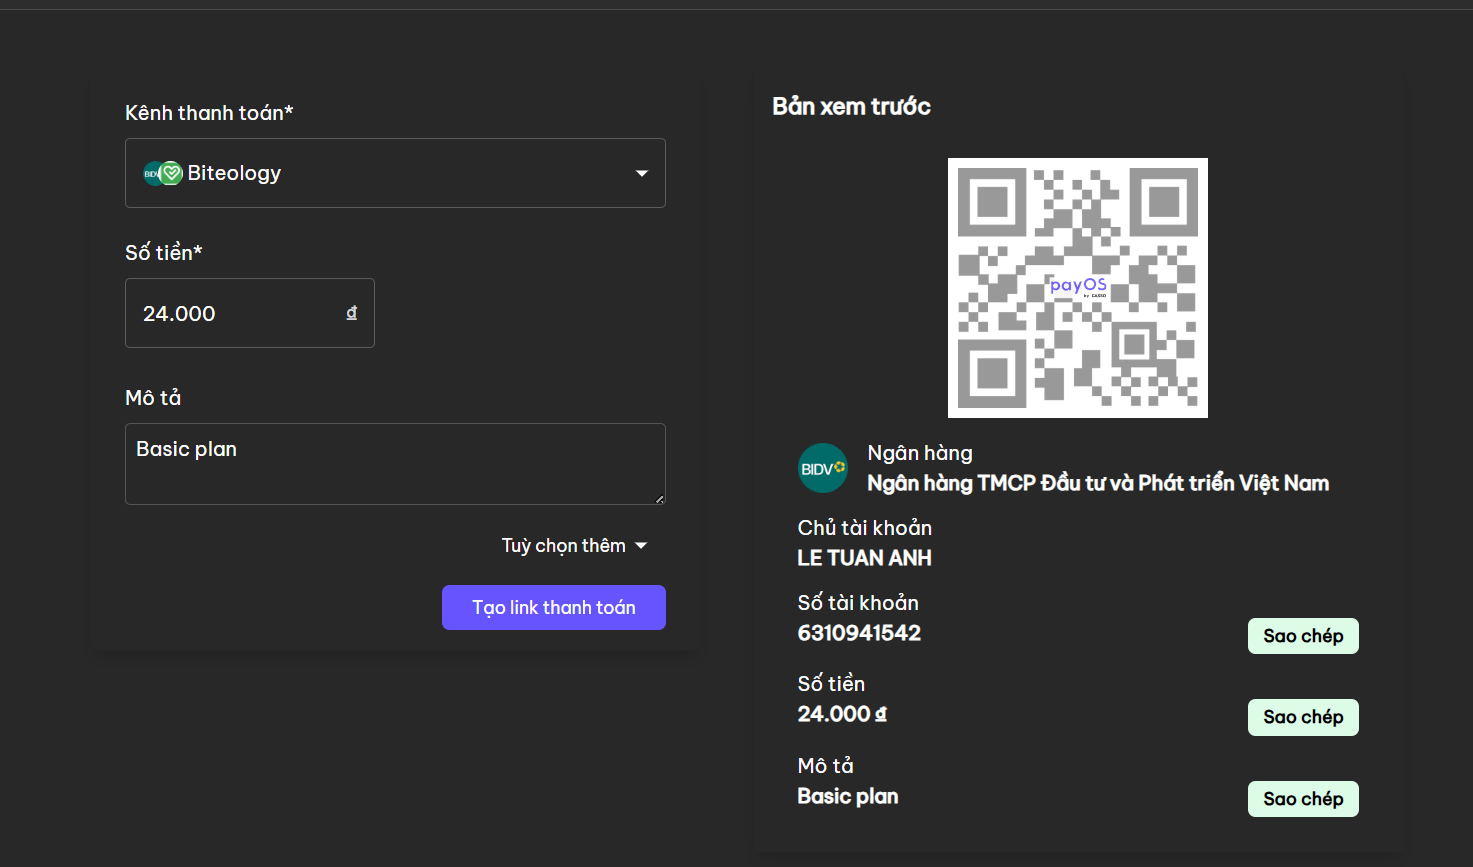 Kênh thanh toán*
BIDV Biteology
Số tiền*
24.000 đ
Mô tả
Basic plan
Tuỳ chọn thêm
Tạo link thanh toán
Bản xem trước
payOS
by CASSO
BIDV
Ngân hàng
Ngân hàng TMCP Đầu tư và Phát triển Việt Nam
Chủ tài khoản
LE TUAN ANH
Số tài khoản
6310941542
Sao chép
Số tiền
24.000 đ
Sao chép
Mô tả
Basic plan
Sao chép